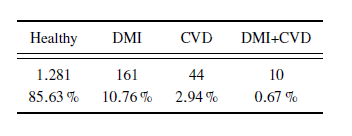 Healthy DMI CVD DMI+CVD
1.281 161 44 10
85.63 % 10.76 % 2.94 % 0.67 %